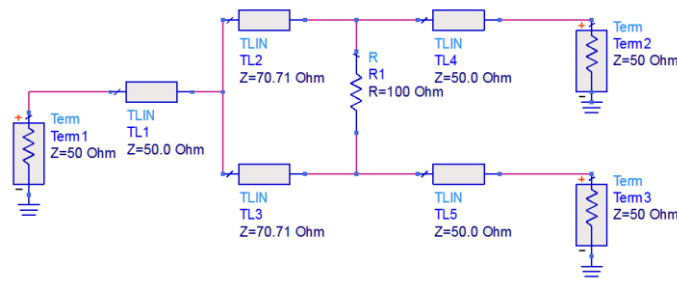 TLIN
TL2
Z=70.71 Ohm
R
R1
R=100 Ohm
TLIN
TL4
Z=50.0 Ohm
+
Term
Term2
Z=50 Ohm
-
TLIN
TL1
Z=50.0 Ohm
+
Term
Term1
Z=50 Ohm
-
TLIN
TL3
Z=70.71 Ohm
TLIN
TL5
Z=50.0 Ohm
+
Term
Term3
Z=50 Ohm
-